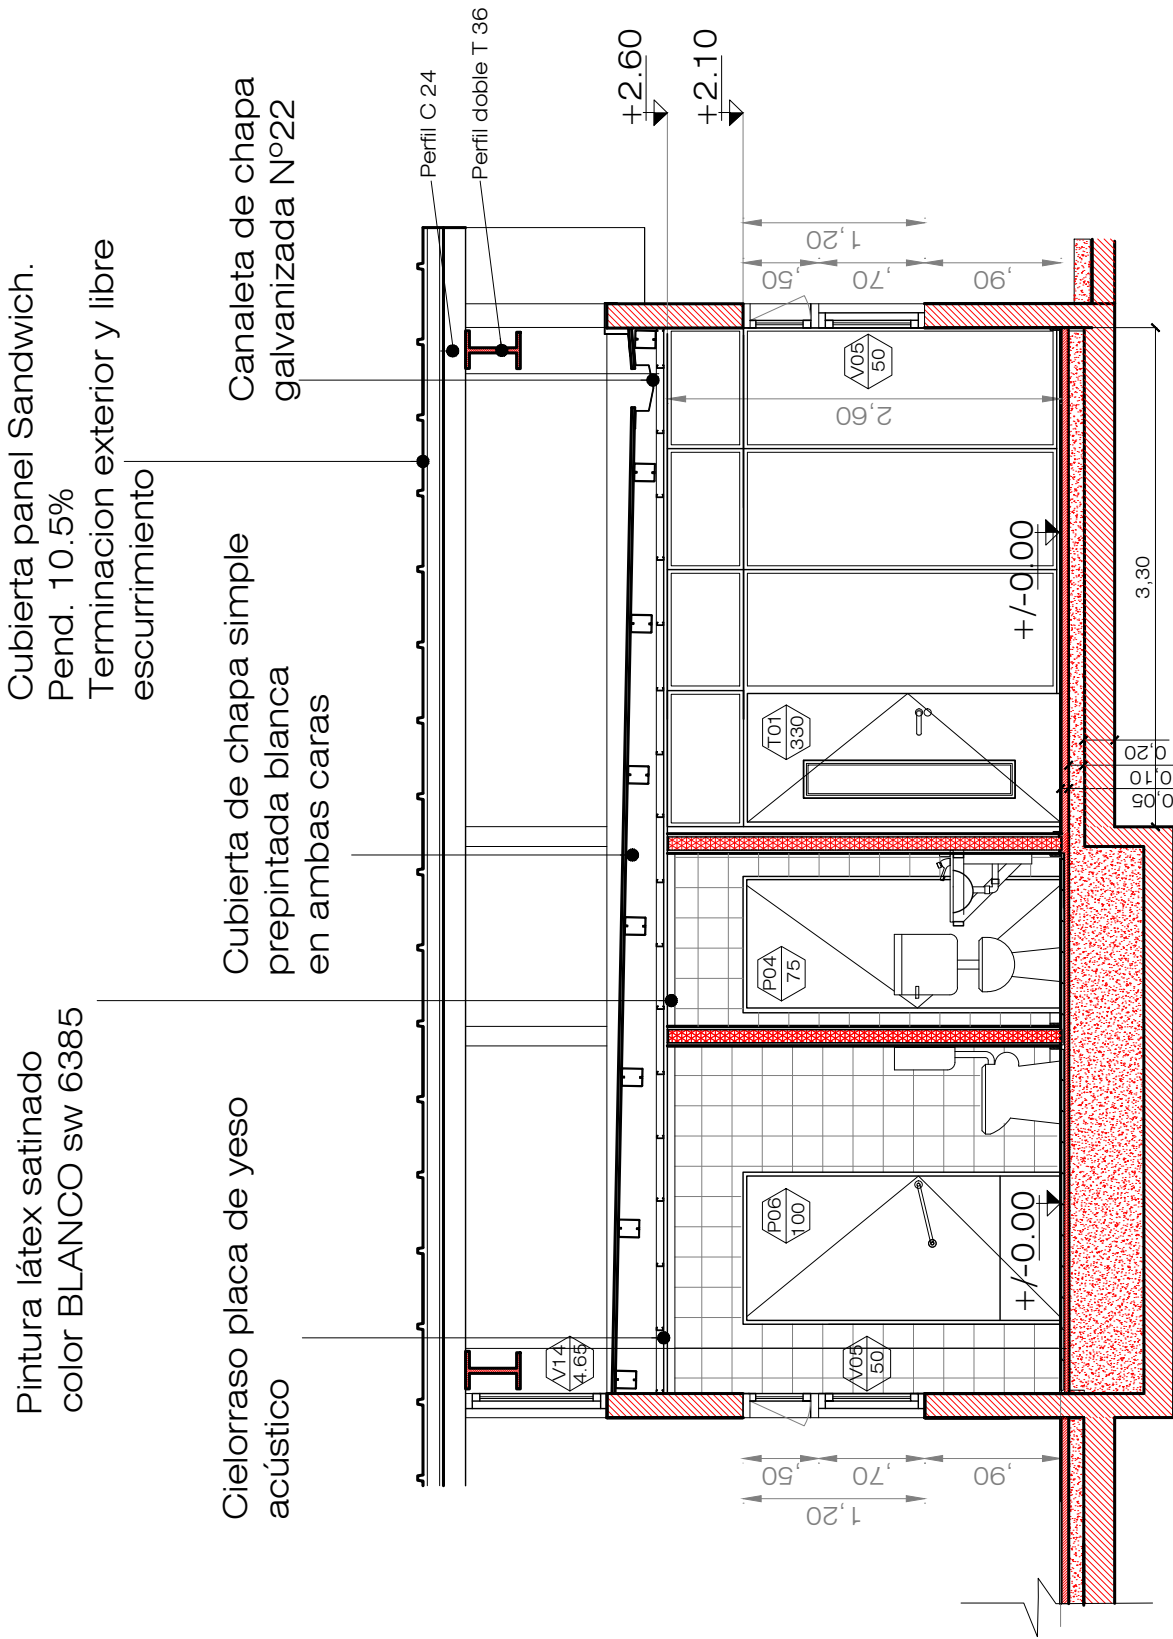 Pintura látex satinado
color BLANCO sw 6385
Cielorraso placa de yeso
acústico
Cubierta de chapa simple
prepintada blanca
en ambas caras
Cubierta panel Sandwich.
Pend. 10.5%
Terminacion exterior y libre
escurrimiento
Canaleta de chapa
galvanizada Nº22
Perfil C 24
Perfil doble T 36
+2.60
+2.10
V14
4.65
V05
50
P06
100
+/-0.00
P04
75
T01
330
+/-0.00
V05
50
2,60
1,20
,50
,70
,90
1,20
,50
,70
,90
3,30
0,20
0,10
0,05